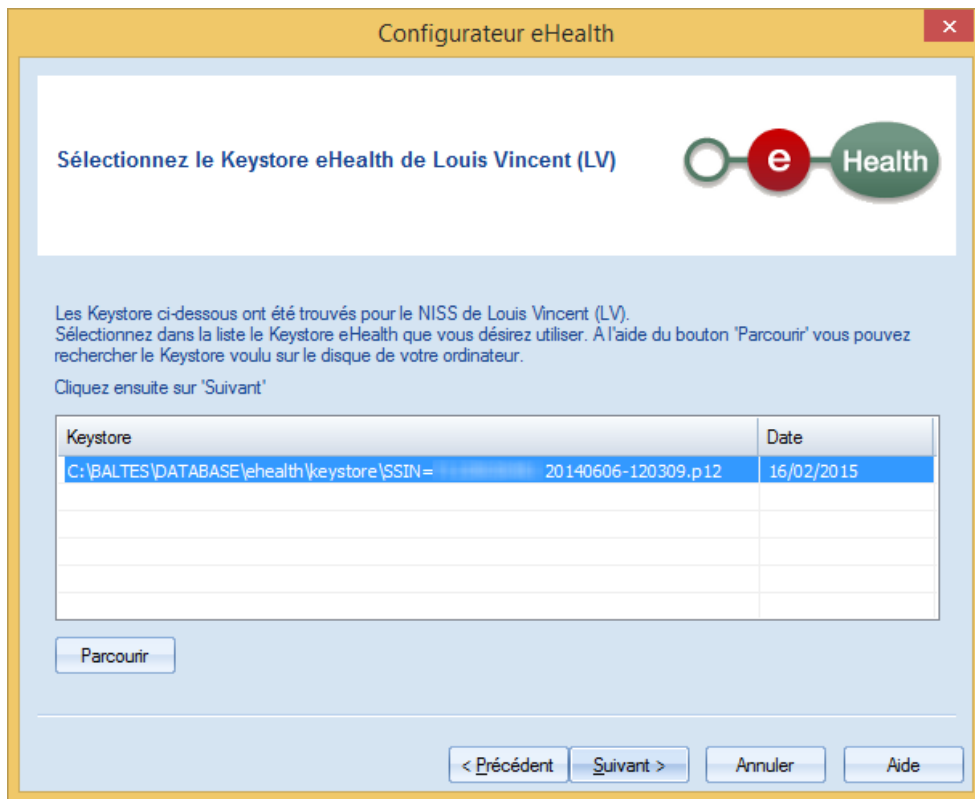 Configurateur eHealth
Sélectionnez le Keystore eHealth de Louis Vincent (LV)
e Health
Les Keystore ci-dessous ont été trouvés pour le NISS de Louis Vincent (LV).
Sélectionnez dans la liste le Keystore eHealth que vous désirez utiliser. A l'aide du bouton 'Parcourir' vous pouvez
rechercher le Keystore voulu sur le disque de votre ordinateur.
Cliquez ensuite sur 'Suivant'
Keystore Date
C:\BALTES\DATABASE\ehealth\keystore\SSIN= 20140606-120309.p12 16/02/2015
Parcourir
< Précédent Suivant > Annuler Aide